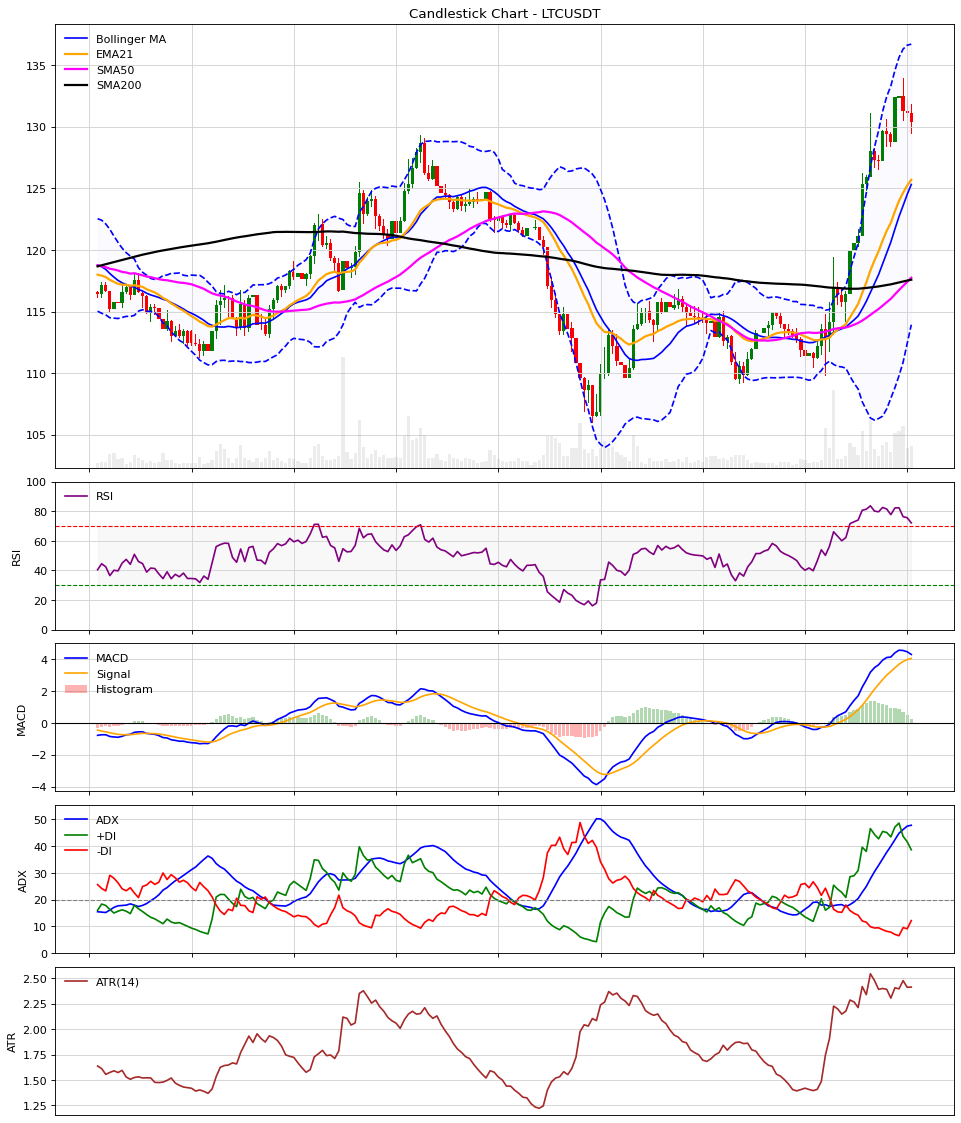 Candlestick Chart - LTCUSDT
Bollinger MA
EMA21
SMA50
SMA200
135
130
125
120
115
110
105
RSI
RSI
100
80
60
40
20
0
MACD
Signal
Histogram
MACD
4
2
0
−2
−4
ADX
+DI
-DI
ADX
50
40
30
20
10
0
ATR(14)
ATR
2.50
2.25
2.00
1.75
1.50
1.25